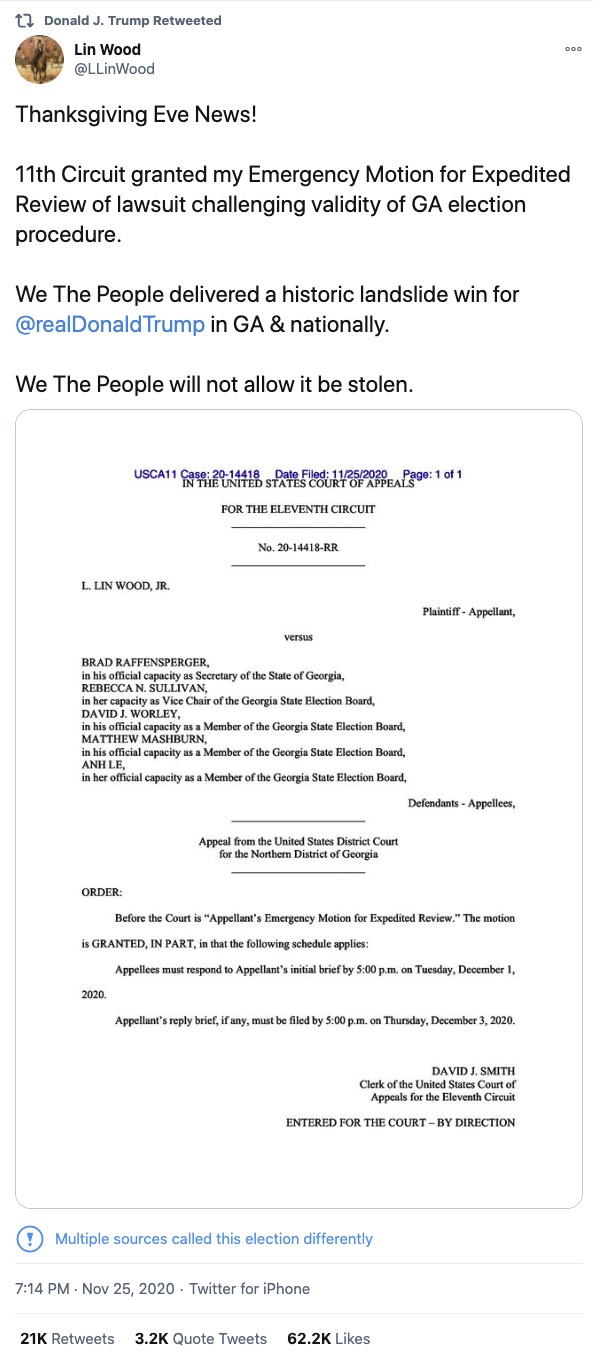 Donald J. Trump Retweeted
Lin Wood
@LLinWood
Thanksgiving Eve News!
11th Circuit granted my Emergency Motion for Expedited
Review of lawsuit challenging validity of GA election
procedure.
We The People delivered a historic landslide win for
@realDonaldTrump in GA & nationally.
We The People will not allow it be stolen.
USCA11 Case: 20-14418 Date Filed: 11/25/2020 Page: 1 of 1
IN THE UNITED STATES COURT OF APPEALS
FOR THE ELEVENTH CIRCUIT
No. 20-14418-RR
L. LIN WOOD, JR.
Plaintiff - Appellant,
versus
BRAD RAFFENSPERGER,
in his official capacity as Secretary of the State of Georgia,
REBECCA N. SULLIVAN,
in her capacity as Vice Chair of the Georgia State Election Board,
DAVID J. WORLEY,
in his official capacity as a Member of the Georgia State Election Board,
MATTHEW MASHBURN,
in his official capacity as a Member of the Georgia State Election Board,
ANH LE,
in her official capacity as a Member of the Georgia State Election Board,
Defendants - Appellees,
Appeal from the United States District Court
for the Northern District of Georgia
ORDER:
Before the Court is “Appellant’s Emergency Motion for Expedited Review.” The motion
is GRANTED, IN PART, in that the following schedule applies:
Appellees must respond to Appellant’s initial brief by 5:00 p.m. on Tuesday, December 1,
2020.
Appellant’s reply brief, if any, must be filed by 5:00 p.m. on Thursday, December 3, 2020.
DAVID J. SMITH
Clerk of the United States Court of
Appeals for the Eleventh Circuit
ENTERED FOR THE COURT – BY DIRECTION
Multiple sources called this election differently
7:14 PM · Nov 25, 2020 · Twitter for iPhone
21K Retweets 3.2K Quote Tweets 62.2K Likes